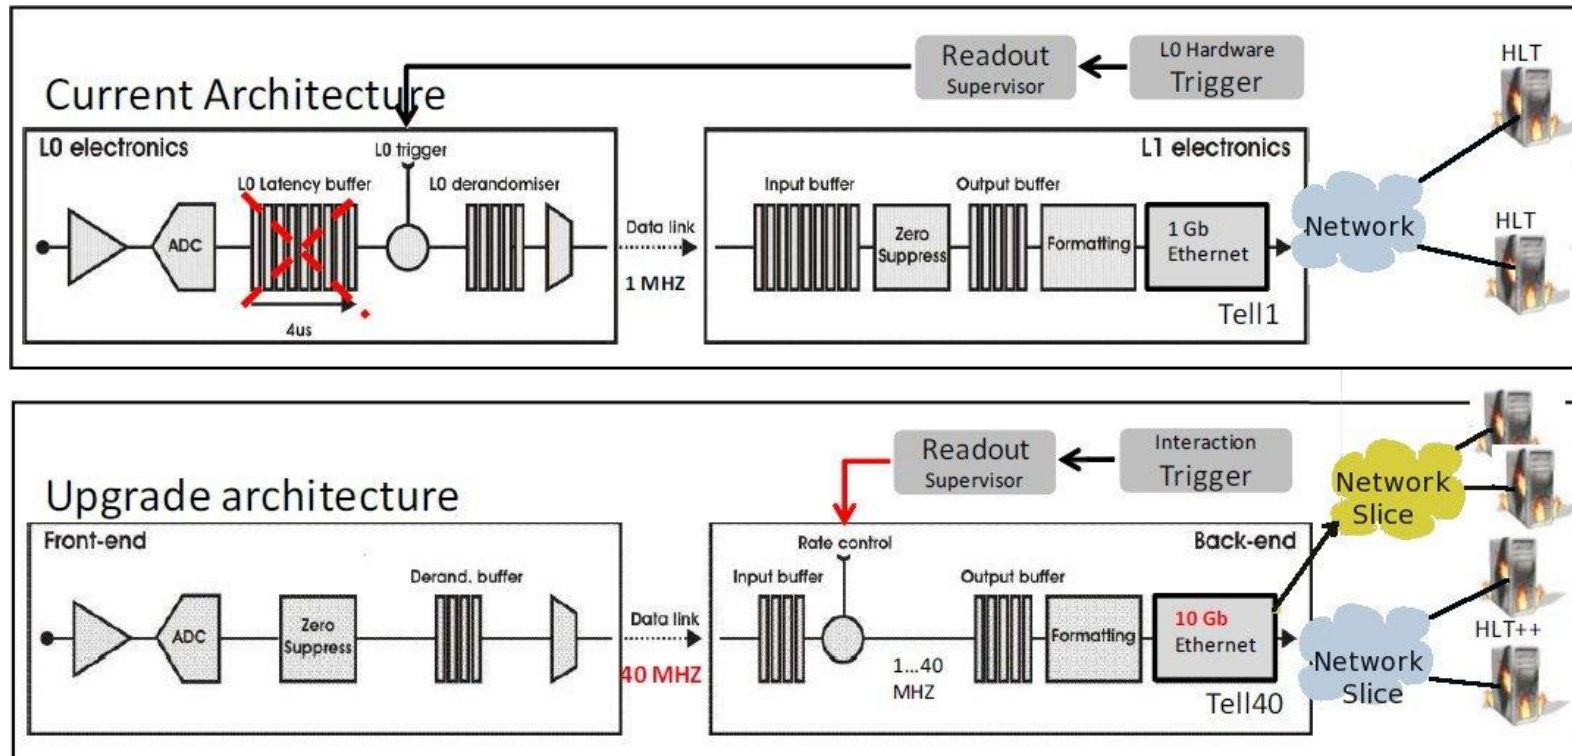 Current Architecture
Readout
Supervisor
L0 Hardware
Trigger
HLT
HLT
L0 electronics
L0 trigger
L0 Latency buffer
L0 derandomiser
ADC
4us
Data link
1 MHZ
L1 electronics
Input buffer
Output buffer
Zero
Suppress
Formatting
1 Gb
Ethernet
Tell1
Network
Upgrade architecture
Readout
Supervisor
Interaction
Trigger
Network
Slice
Front-end
Derand. buffer
ADC
Zero
Suppress
Data link
40 MHZ
Back-end
Rate control
Input buffer
Output buffer
1...40
MHZ
Formatting
10 Gb
Ethernet
Tell40
HLT++
Network
Slice